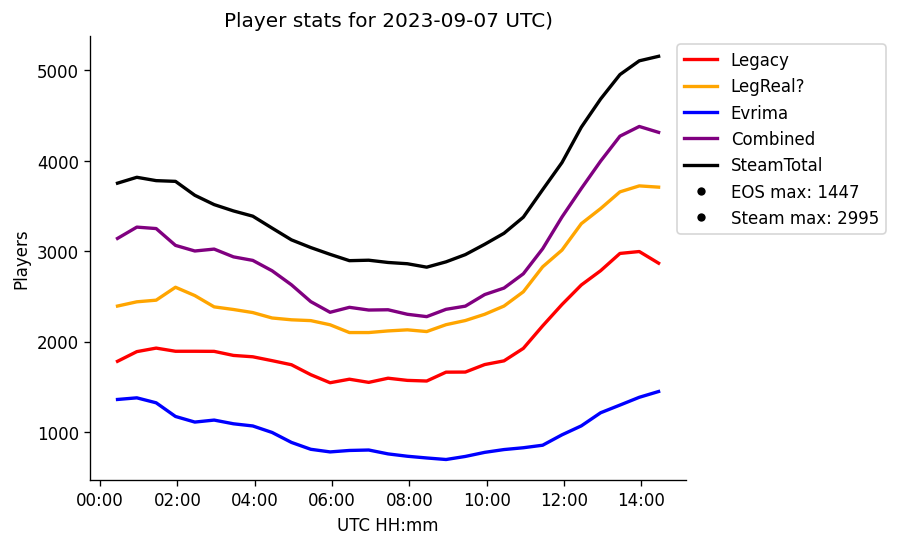 Player stats for 2023-09-07 UTC)
Legacy
LegReal?
Evrima
Combined
SteamTotal
EOS max: 1447
Steam max: 2995
Players
5000
4000
3000
2000
1000
00:00 02:00 04:00 06:00 08:00 10:00 12:00 14:00
UTC HH:mm